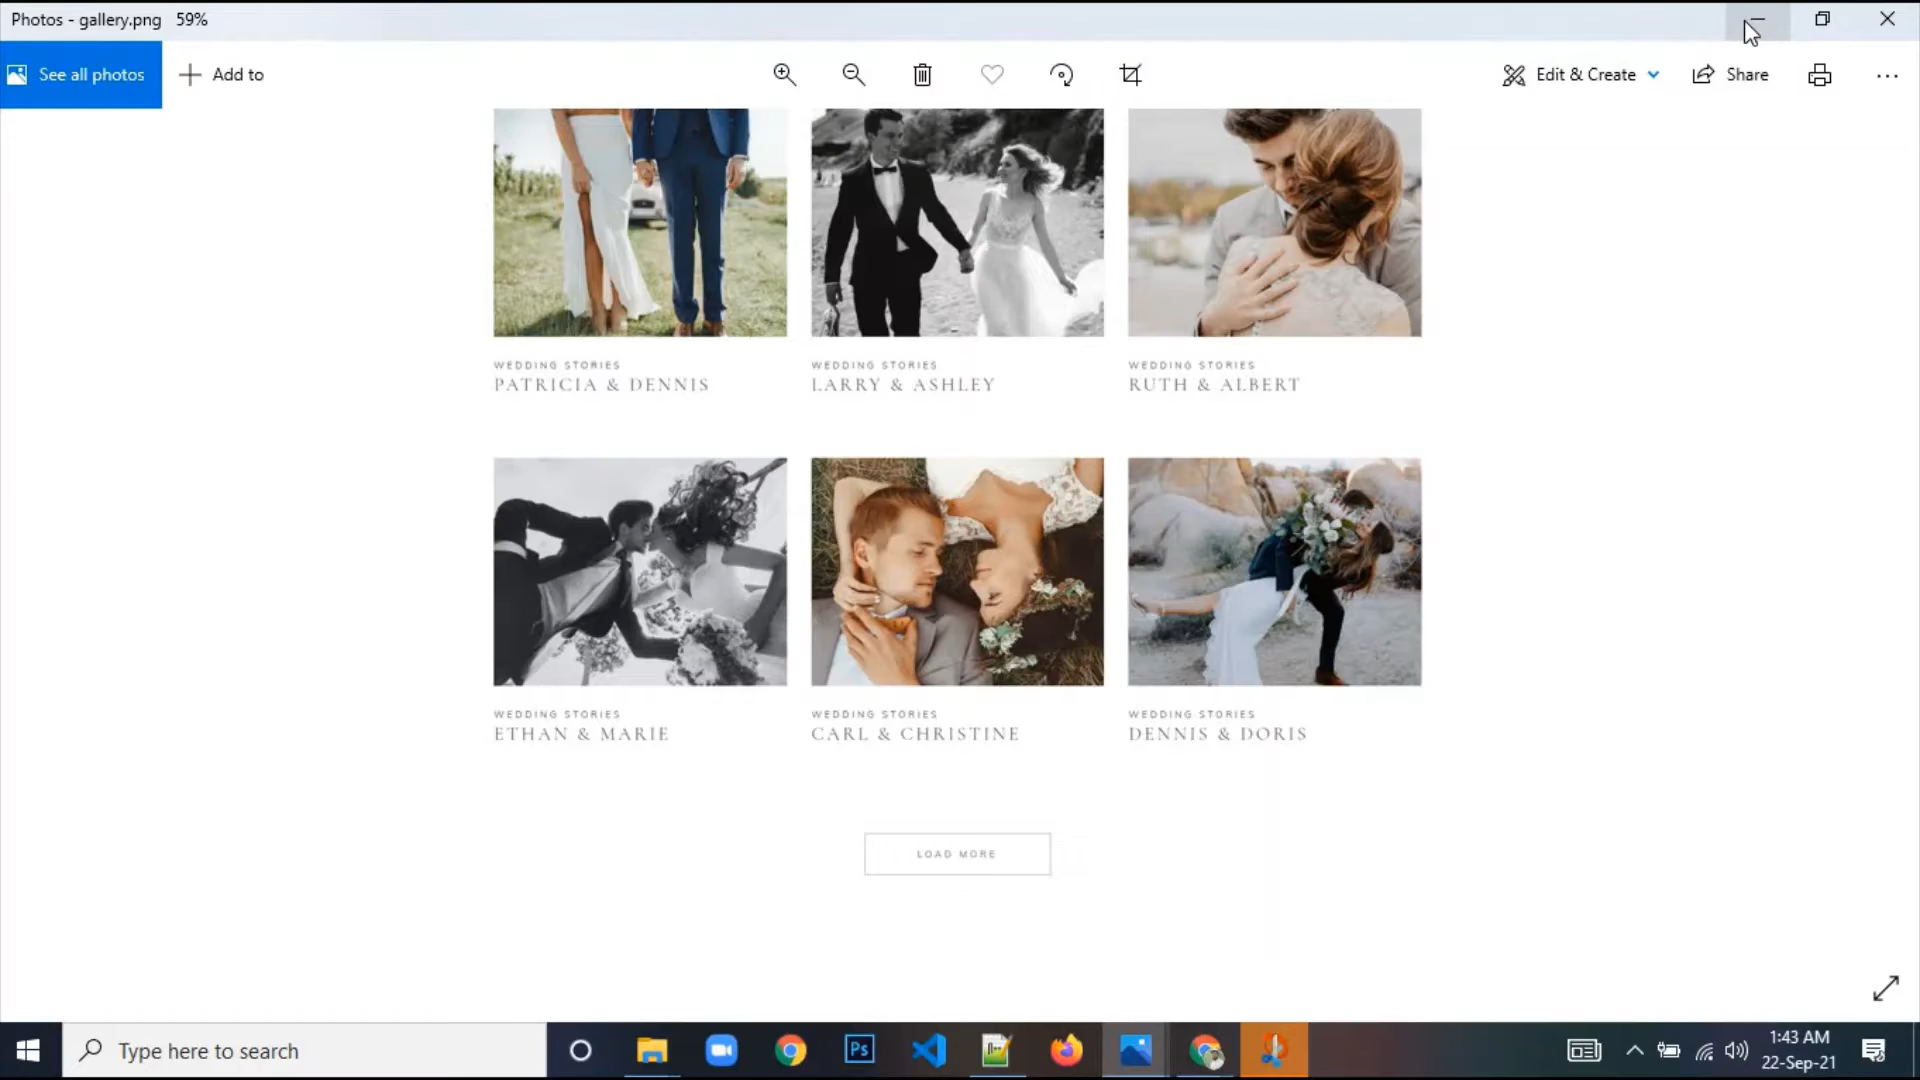 Photos - gallery.png 59%
See all photos
Add to
Edit & Create
Share
WEDDING STORIES
PATRICIA & DENNIS
WEDDING STORIES
LARRY & ASHLEY
WEDDING STORIES
RUTH & ALBERT
WEDDING STORIES
ETHAN & MARIE
WEDDING STORIES
CARL & CHRISTINE
WEDDING STORIES
DENNIS & DORIS
LOAD MORE
Type here to search
Ps
1:43 AM
22-Sep-21